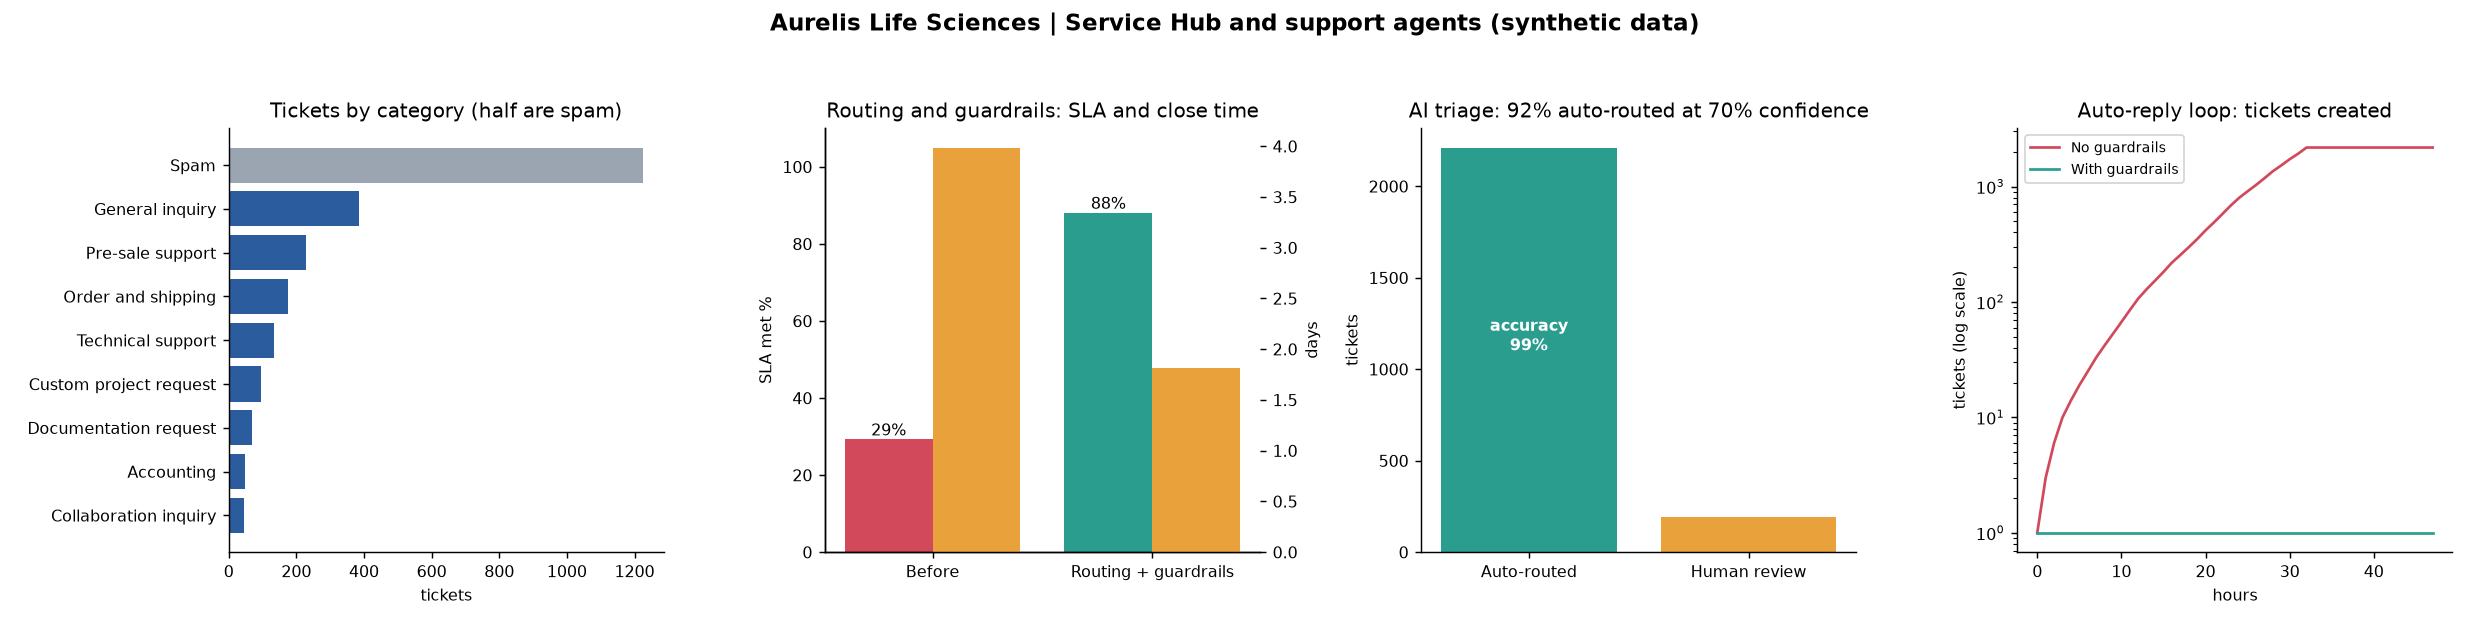 Aurelis Life Sciences | Service Hub and support agents (synthetic data)
Tickets by category (half are spam)
Spam
General inquiry
Pre-sale support
Order and shipping
Technical support
Custom project request
Documentation request
Accounting
Collaboration inquiry
0 200 400 600 800 1000 1200
tickets
Routing and guardrails: SLA and close time
SLA met %
100
80
60
40
20
0
29%
88%
4.0
3.5
3.0
2.5
2.0
1.5
1.0
0.5
0.0
days
Before Routing + guardrails
AI triage: 92% auto-routed at 70% confidence
tickets
2000
1500
1000
500
0
accuracy
99%
Auto-routed Human review
Auto-reply loop: tickets created
No guardrails
With guardrails
tickets (log scale)
10³
10²
10¹
10⁰
0 10 20 30 40
hours